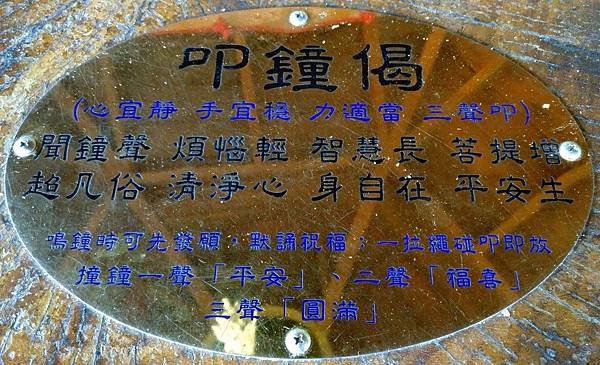 叩鐘偈
(心宜靜 手宜穩 力適當 三聲叩)
聞鐘聲 煩惱輕 智慧長 菩提增
超凡俗 清淨心 身自在 平安生
鳴鐘時可先發願，默誦祝福；一拉繩碰叩即放
撞鐘一聲「平安」、二聲「福喜」
三聲「圓滿」